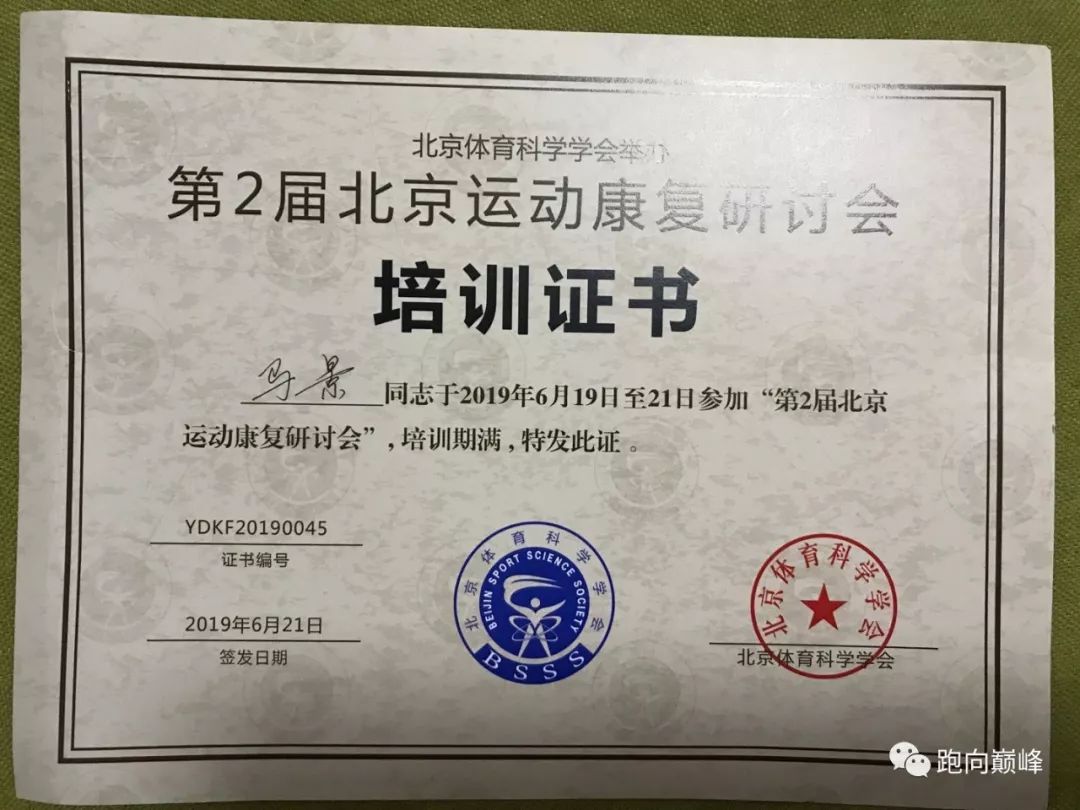 北京体育科学学会举办
第2届北京运动康复研讨会
培训证书
马景同志于2019年6月19日至21日参加“第2届北京
运动康复研讨会”,培训期满,特发此证。
YDKF20190045
证书编号
2019年6月21日
签发日期
北京体育科学学会
BEIJIN SPORT SCIENCE SOCIETY
BSSS
北京体育科学学会
北京体育科学学会
跑向巅峰